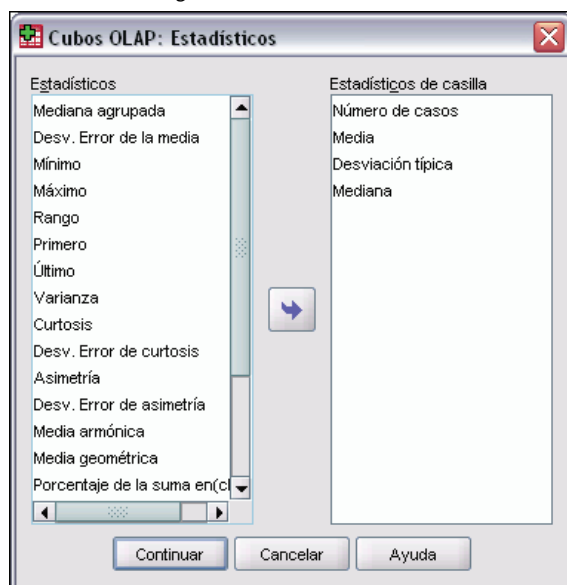 Cubos OLAP: Estadísticos
Estadísticos
Mediana agrupada
Desv. Error de la media
Mínimo
Máximo
Rango
Primero
Último
Varianza
Curtosis
Desv. Error de curtosis
Asimetría
Desv. Error de asimetría
Media armónica
Media geométrica
Porcentaje de la suma en(cl
Estadísticos de casilla
Número de casos
Media
Desviación típica
Mediana
Continuar
Cancelar
Ayuda